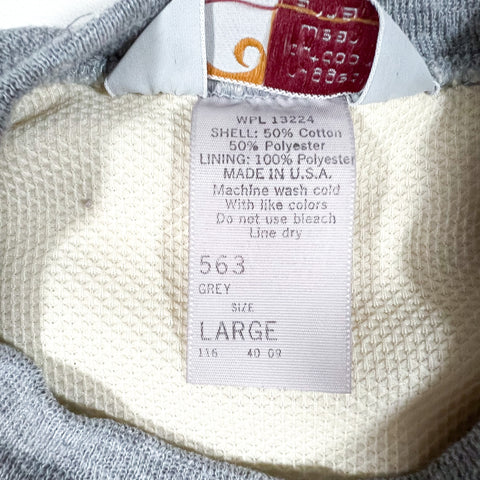 WPL 13224
SHELL: 50% Cotton
50% Polyester
LINING: 100% Polyester
MADE IN U.S.A.
Machine wash cold
With like colors
Do not use bleach
Line dry
563
GREY
SIZE
LARGE
116 40 09